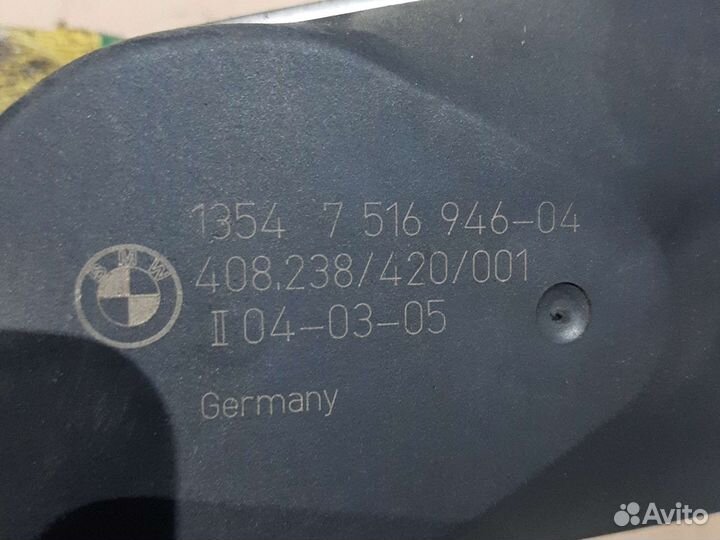 1354 7 516 946-04
BMW
408.238/420/001
II 04-03-05
Germany
Avito